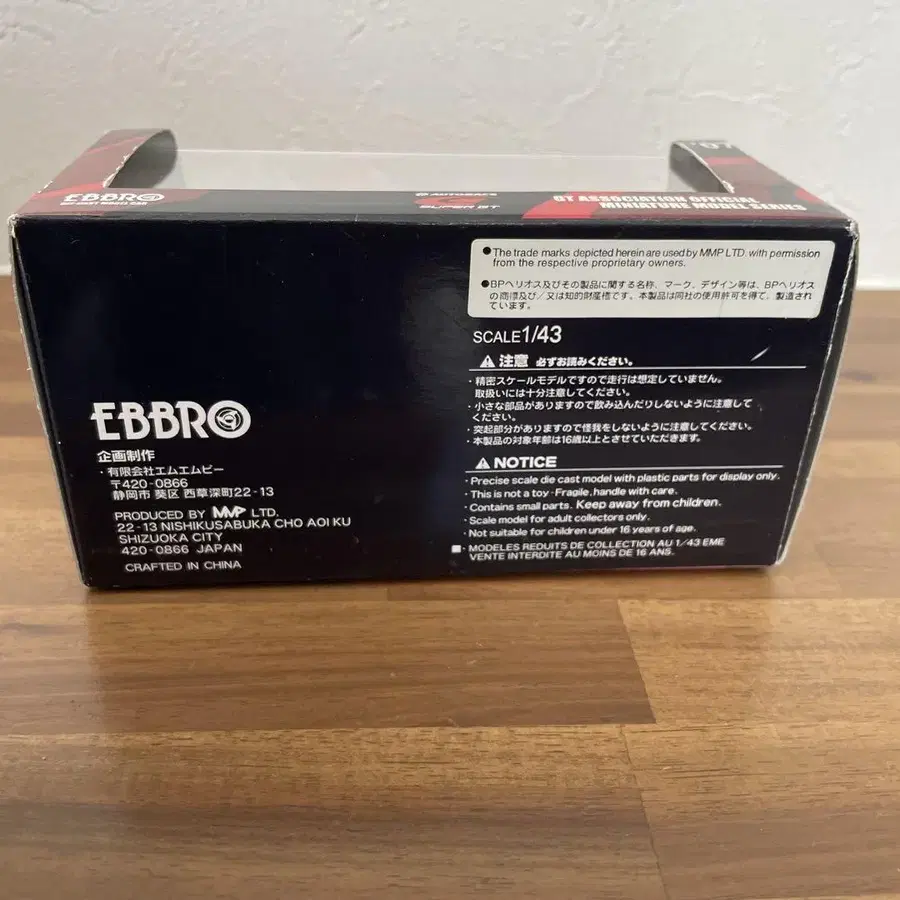 '07
EBBRO
DIE-CAST MODEL CAR
AUTOBACS
SUPER GT
GT ASSOCIATION OFFICIAL
MINIATURE MODEL SERIES
●The trade marks depicted herein are used by MMP LTD. with permission
from the respective proprietary owners.
●BPヘリオス及びその製品に関する名称、マーク、デザイン等は、BPヘリオス
の商標及び/又は知的財産権です。本製品は同社の使用許可を得て、製造され
ています。
SCALE1/43
注意 必ずお読みください。
・精密スケールモデルですので走行は想定していません。
取扱いには十分注意してください。
・小さな部品がありますので飲み込んだりしないように注意して
ください。
・突起部分がありますので怪我をしないように注意してください。
・本製品の対象年齢は16歳以上とさせていただきます。
NOTICE
・Precise scale die cast model with plastic parts for display only.
・This is not a toy・Fragile, handle with care.
・Contains small parts. Keep away from children.
・Scale model for adult collectors only.
・Not suitable for children under 16 years of age.
・MODELES REDUITS DE COLLECTION AU 1/43 EME
VENTE INTERDITE AU MOINS DE 16 ANS.
EBBRO
企画制作
・有限会社エムエムピー
〒420-0866
静岡市 葵区 西草深町22-13
PRODUCED BY MMP LTD.
22-13 NISHIKUSABUKA CHO AOI KU
SHIZUOKA CITY
420-0866 JAPAN
CRAFTED IN CHINA